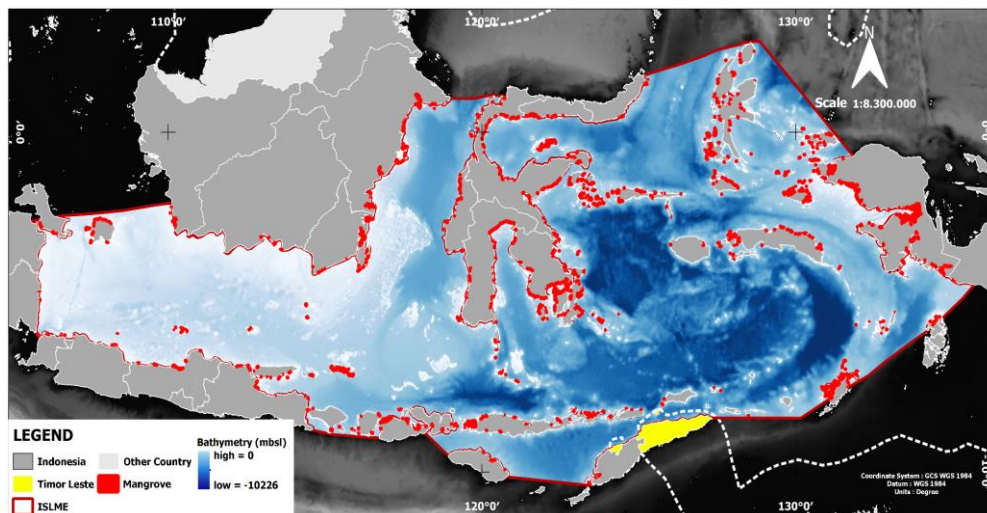 110°0' 120°0' 130°0'
N
Scale 1:8.300.000
0°0' 0°0'
LEGEND
Indonesia Other Country
Timor Leste Mangrove
ISLME
Bathymetry (mbsl)
high = 0
low = -10226
Coordinate System : GCS WGS 1984
Datum : WGS 1984
Units : Degree
10°0'
120°0' 130°0'